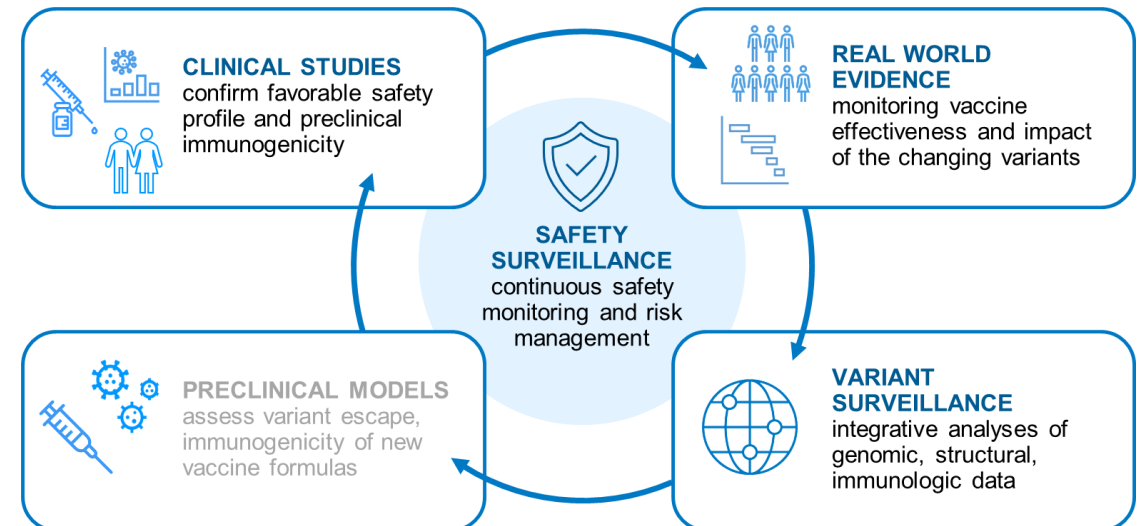 CLINICAL STUDIES
confirm favorable safety
profile and preclinical
immunogenicity
REAL WORLD
EVIDENCE
monitoring vaccine
effectiveness and impact
of the changing variants
SAFETY
SURVEILLANCE
continuous safety
monitoring and risk
management
PRECLINICAL MODELS
assess variant escape,
immunogenicity of new
vaccine formulas
VARIANT
SURVEILLANCE
integrative analyses of
genomic, structural,
immunologic data